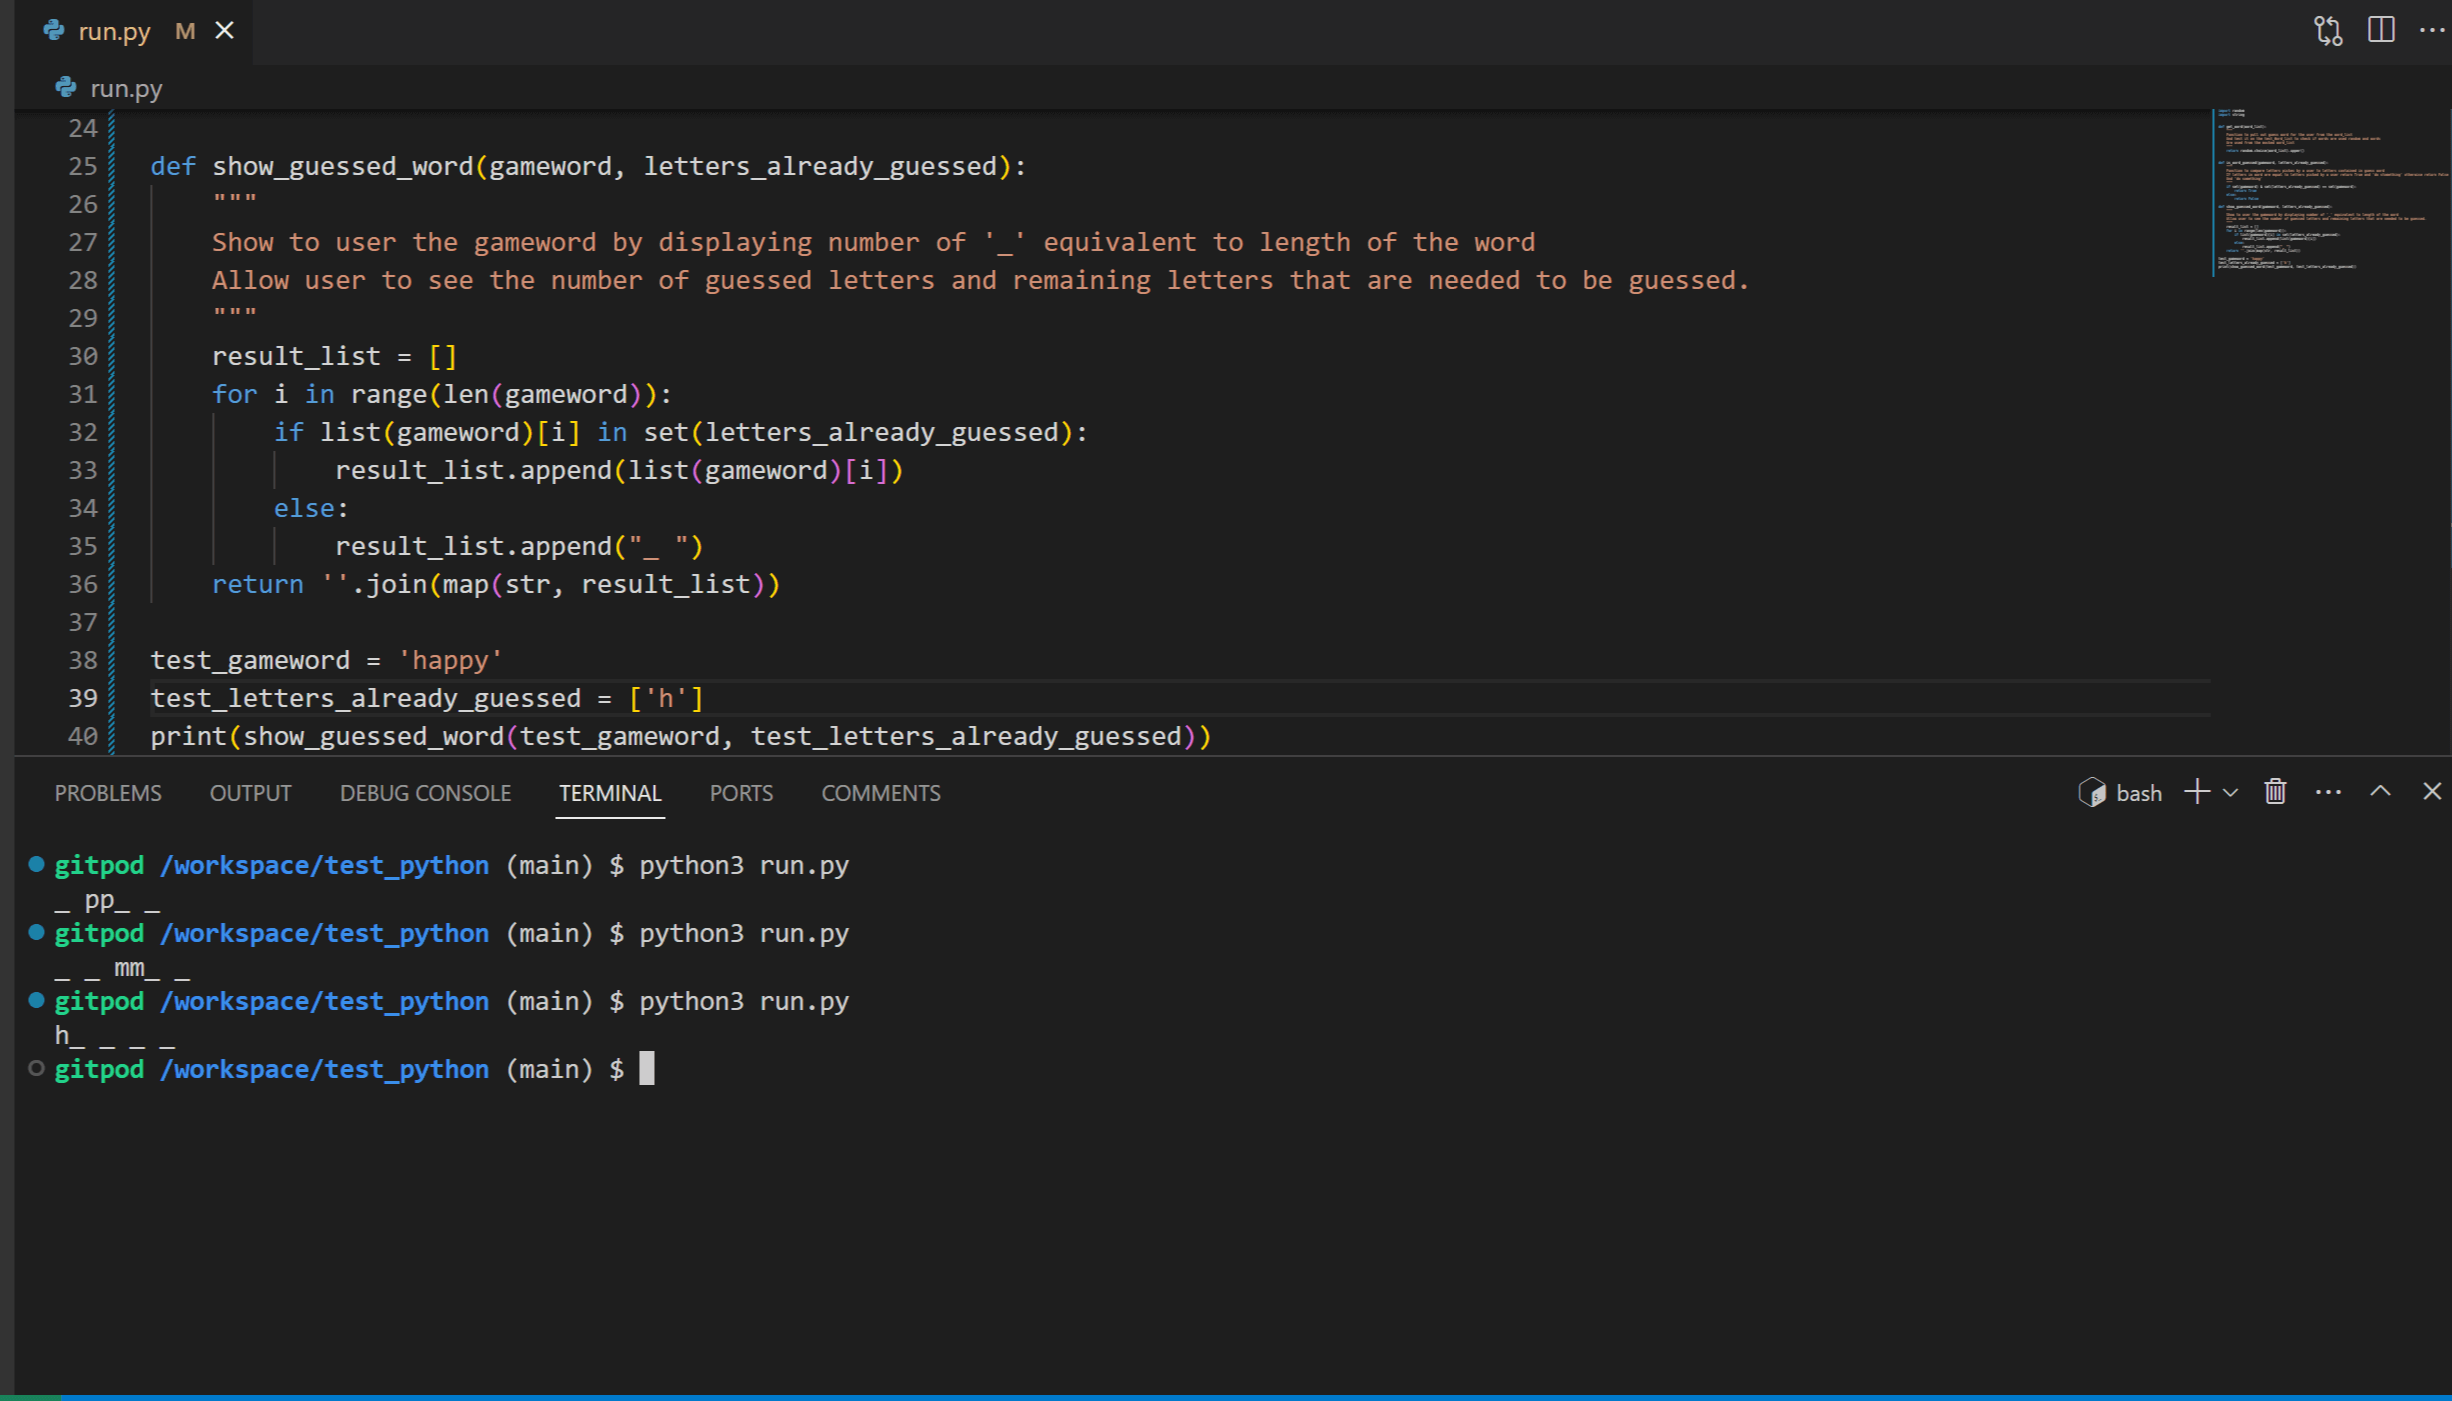 run.py M
run.py
24
25 def show_guessed_word(gameword, letters_already_guessed):
26 """
27 Show to user the gameword by displaying number of '_' equivalent to length of the word
28 Allow user to see the number of guessed letters and remaining letters that are needed to be guessed.
29 """
30 result_list = []
31 for i in range(len(gameword)):
32 if list(gameword)[i] in set(letters_already_guessed):
33 result_list.append(list(gameword)[i])
34 else:
35 result_list.append("_ ")
36 return ''.join(map(str, result_list))
37
38 test_gameword = 'happy'
39 test_letters_already_guessed = ['h']
40 print(show_guessed_word(test_gameword, test_letters_already_guessed))
PROBLEMS OUTPUT DEBUG CONSOLE TERMINAL PORTS COMMENTS bash
gitpod /workspace/test_python (main) $ python3 run.py
_ pp_ _
gitpod /workspace/test_python (main) $ python3 run.py
_ _ mm_ _
gitpod /workspace/test_python (main) $ python3 run.py
h_ _ _ _
gitpod /workspace/test_python (main) $